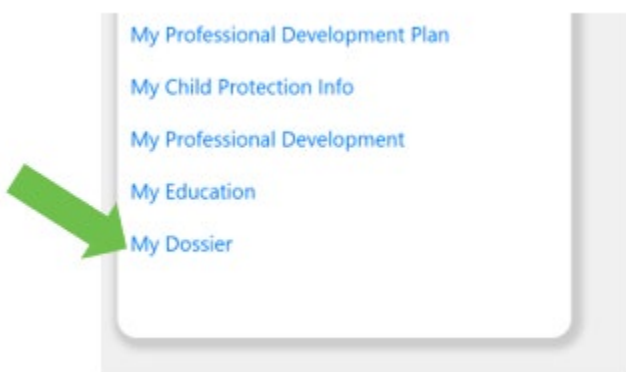 My Professional Development Plan
My Child Protection Info
My Professional Development
My Education
My Dossier